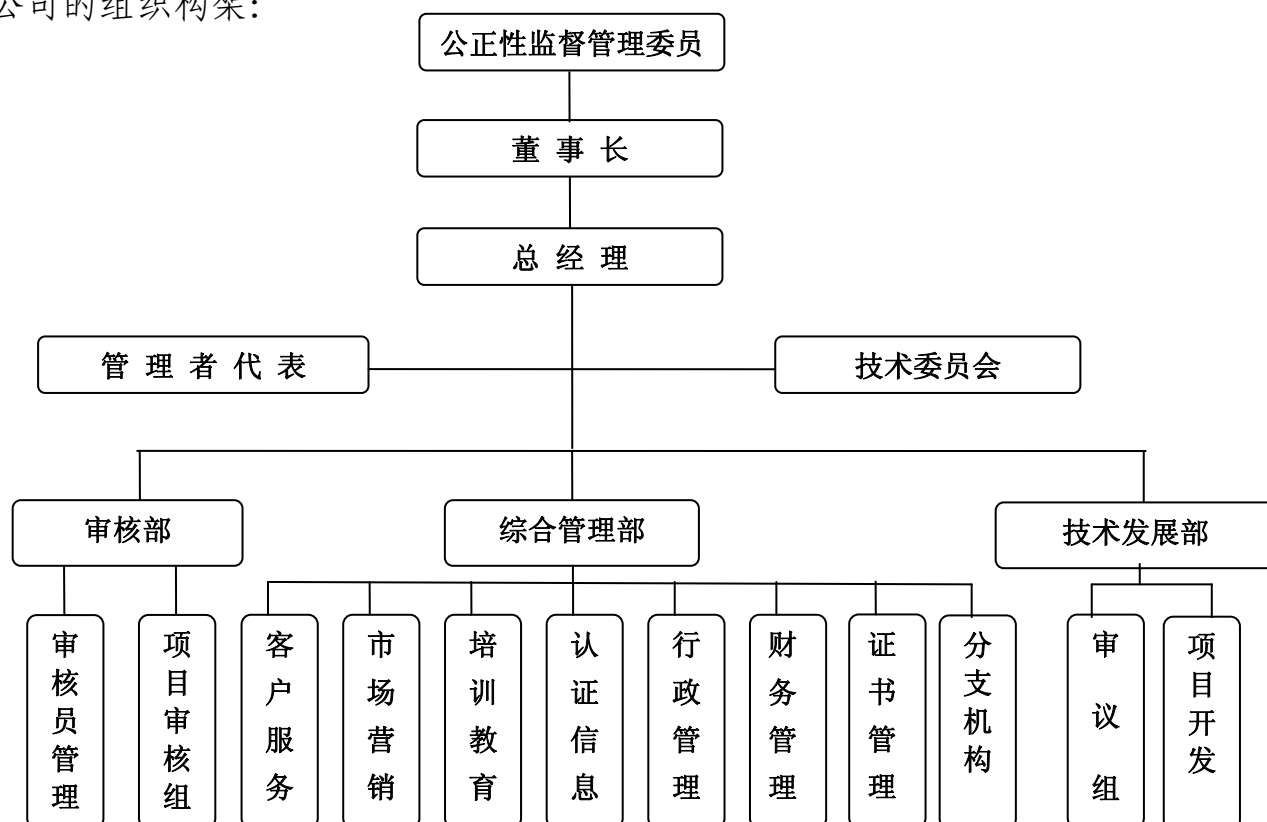 公司的组织构架：
公正性监督管理委员
董 事 长
总 经 理
管 理 者 代 表
技术委员会
审核部
综合管理部
技术发展部
审核员管理
项目审核组
客户服务
市场营销
培训教育
认证信息
行政管理
财务管理
证书管理
分支机构
审议组
项目开发